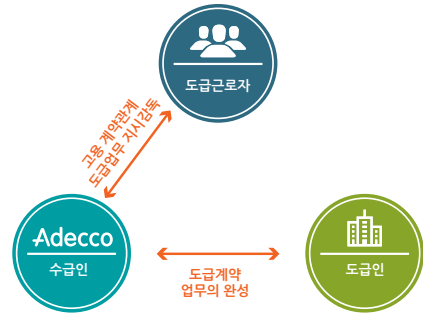 도급근로자
고용 계약관계
도급업무 지시감독
Adecco
수급인
도급계약
업무의 완성
도급인